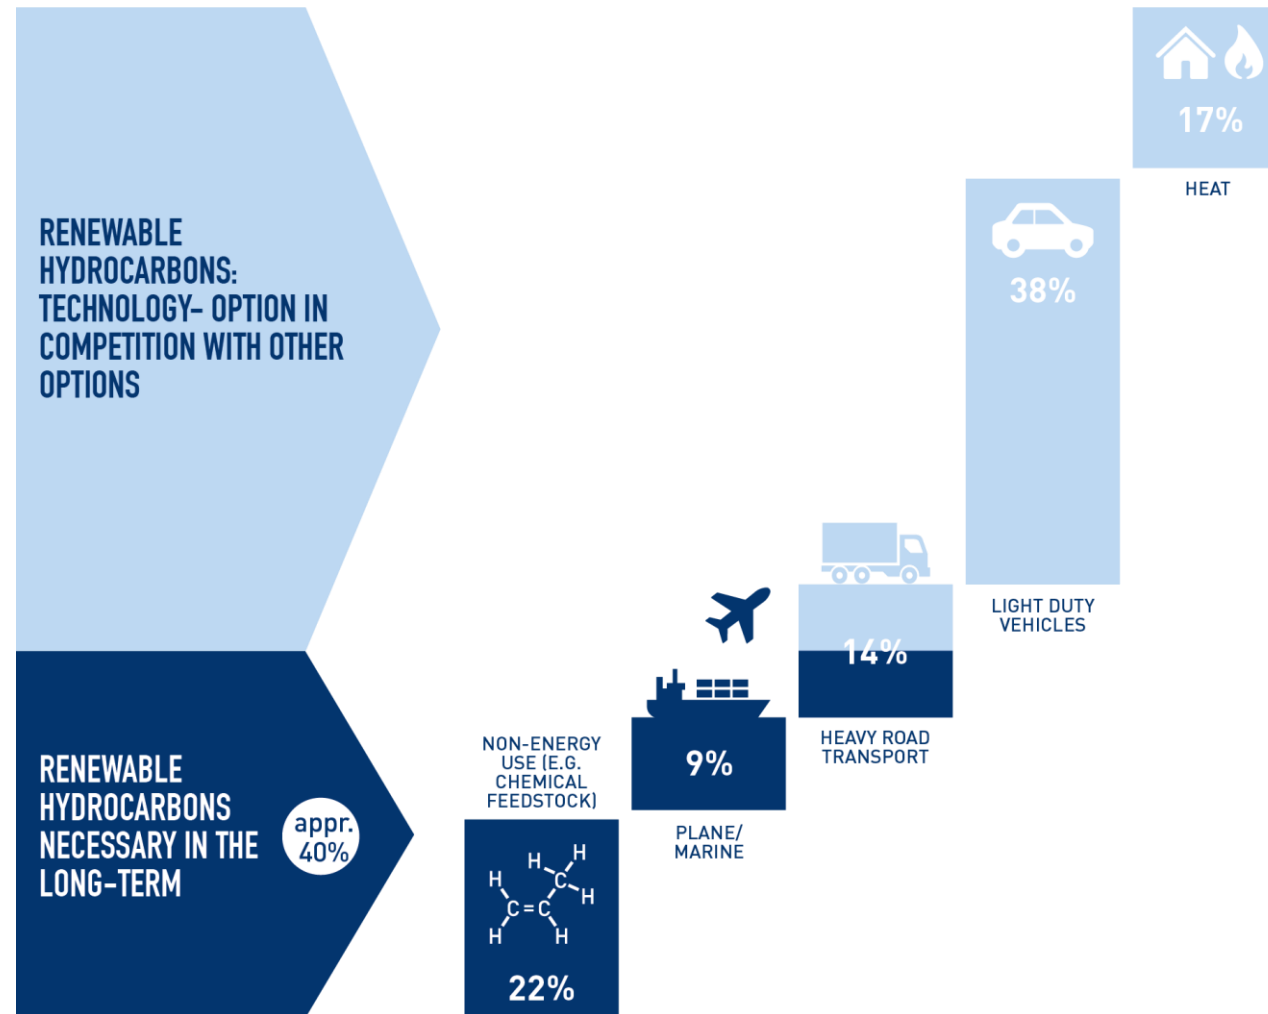 RENEWABLE
HYDROCARBONS:
TECHNOLOGY- OPTION IN
COMPETITION WITH OTHER
OPTIONS
RENEWABLE
HYDROCARBONS
NECESSARY IN THE
LONG-TERM
appr.
40%
NON-ENERGY
USE (E.G.
CHEMICAL
FEEDSTOCK)
H H
H C
H
C=C
H H
22%
9%
PLANE/
MARINE
14%
HEAVY ROAD
TRANSPORT
38%
LIGHT DUTY
VEHICLES
17%
HEAT